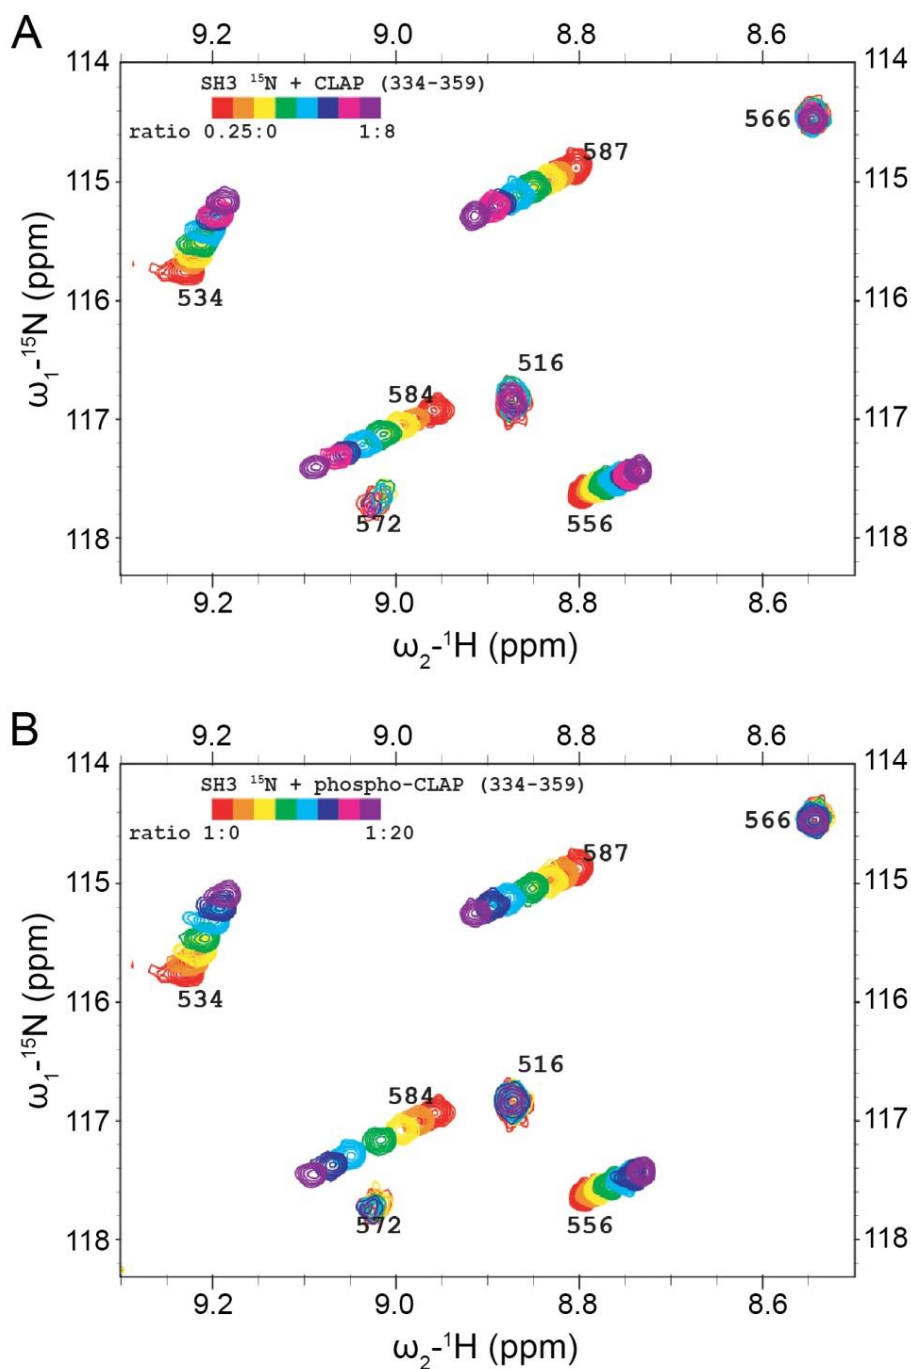 A
9.2 9.0 8.8 8.6
114 114
SH3 ¹⁵N + CLAP (334-359)
ratio 0.25:0 1:8
566
587
115 115
534
116 116
516
584
117 117
572
556
118 118
9.2 9.0 8.8 8.6
ω₁-¹⁵N (ppm)
ω₂-¹H (ppm)
B
9.2 9.0 8.8 8.6
114 114
SH3 ¹⁵N + phospho-CLAP (334-359)
ratio 1:0 1:20
566
587
115 115
534
116 116
516
584
117 117
572
556
118 118
9.2 9.0 8.8 8.6
ω₁-¹⁵N (ppm)
ω₂-¹H (ppm)